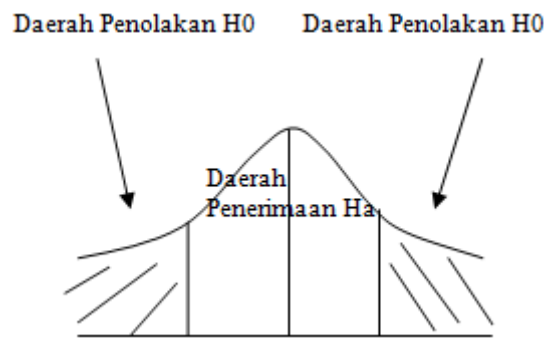 Daerah Penolakan H0 Daerah Penolakan H0
Daerah
Penerimaan Ha